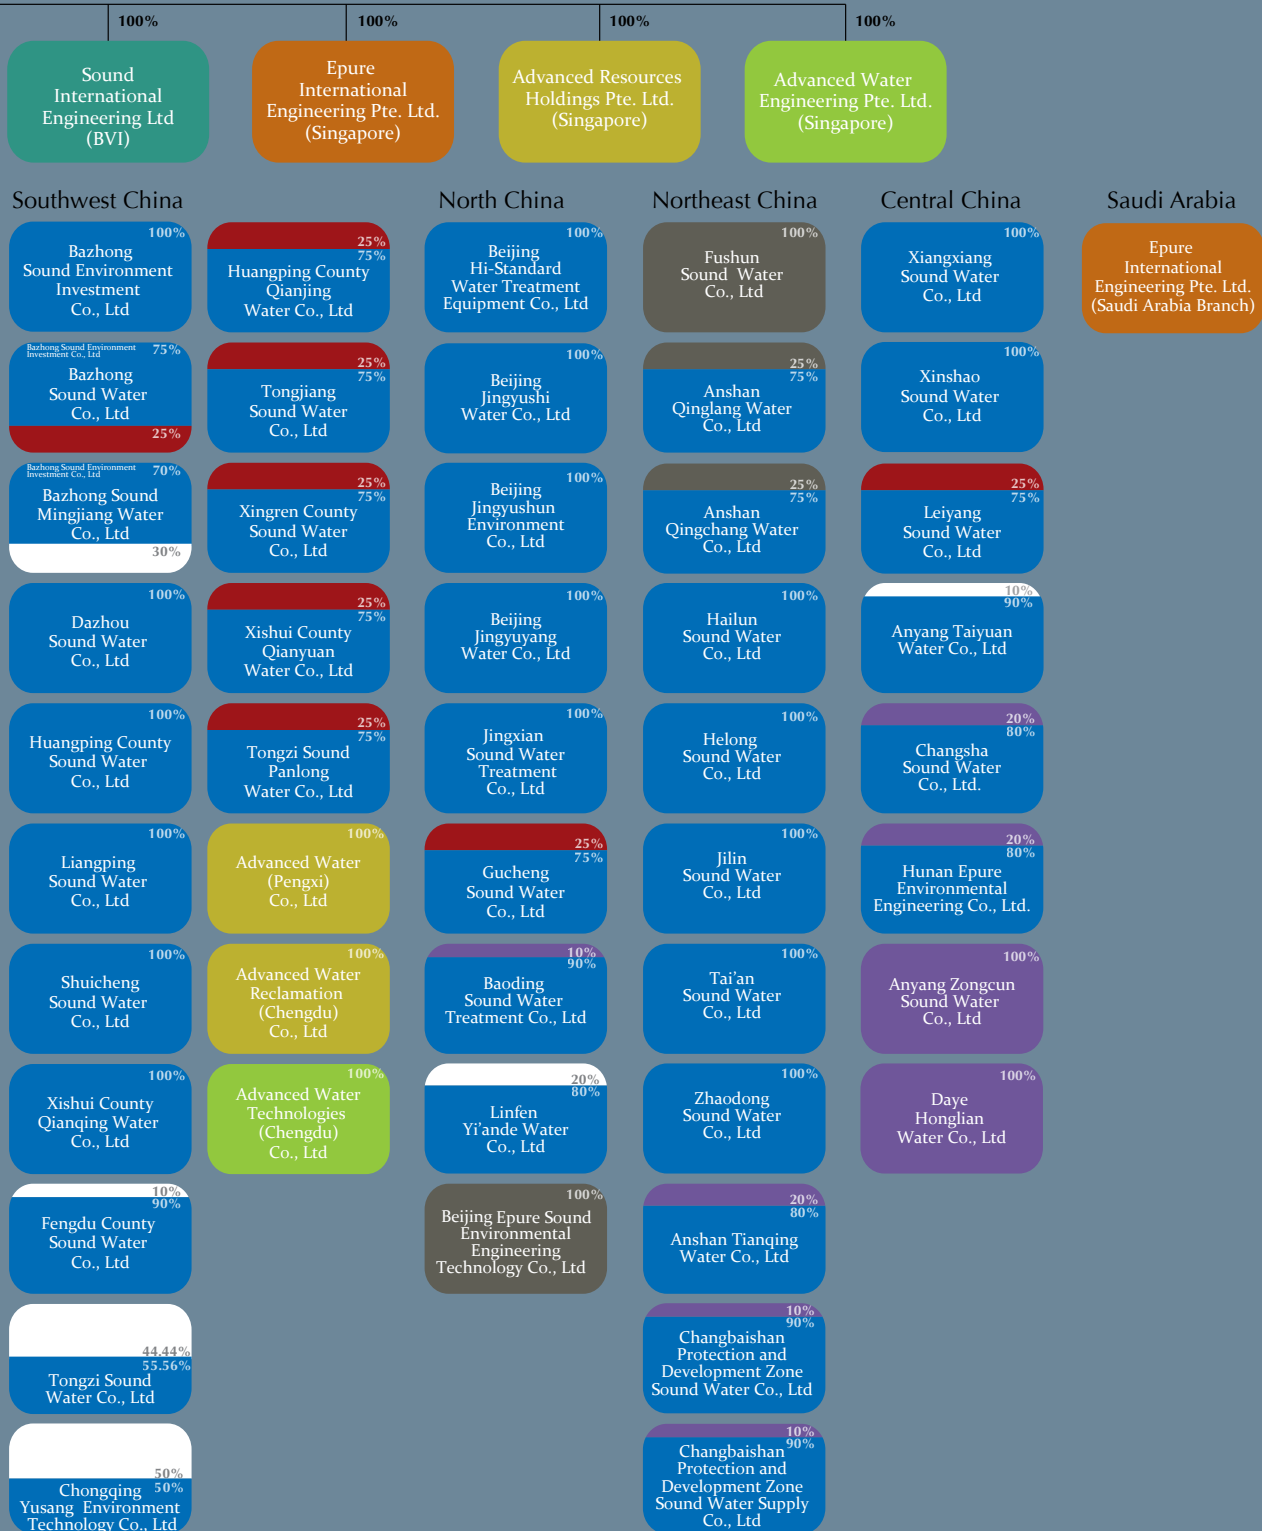 100%
100%
100%
100%
Sound
International
Engineering Ltd
(BVI)
Epure
International
Engineering Pte. Ltd.
(Singapore)
Advanced Resources
Holdings Pte. Ltd.
(Singapore)
Advanced Water
Engineering Pte. Ltd.
(Singapore)
Southwest China
100%
Bazhong
Sound Environment
Investment
Co., Ltd
Bazhong Sound Environment
Investment Co., Ltd
75%
Bazhong
Sound Water
Co., Ltd
25%
Bazhong Sound Environment
Investment Co., Ltd
70%
Bazhong Sound
Mingjiang Water
Co., Ltd
30%
100%
Dazhou
Sound Water
Co., Ltd
100%
Huangping County
Sound Water
Co., Ltd
100%
Liangping
Sound Water
Co., Ltd
100%
Shuicheng
Sound Water
Co., Ltd
100%
Xishui County
Qianqing Water
Co., Ltd
10%
90%
Fengdu County
Sound Water
Co., Ltd
44.44%
55.56%
Tongzi Sound
Water Co., Ltd
50%
50%
Chongqing
Yusang Environment
Technology Co., Ltd
25%
75%
Huangping County
Qianjing
Water Co., Ltd
25%
75%
Tongjiang
Sound Water
Co., Ltd
25%
75%
Xingren County
Sound Water
Co., Ltd
25%
75%
Xishui County
Qianyuan
Water Co., Ltd
25%
75%
Tongzi Sound
Panlong
Water Co., Ltd
100%
Advanced Water
(Pengxi)
Co., Ltd
100%
Advanced Water
Reclamation
(Chengdu)
Co., Ltd
100%
Advanced Water
Technologies
(Chengdu)
Co., Ltd
North China
100%
Beijing
Hi-Standard
Water Treatment
Equipment Co., Ltd
100%
Beijing
Jingyushi
Water Co., Ltd
100%
Beijing
Jingyushun
Environment
Co., Ltd
100%
Beijing
Jingyuyang
Water Co., Ltd
100%
Jingxian
Sound Water
Treatment
Co., Ltd
25%
75%
Gucheng
Sound Water
Co., Ltd
10%
90%
Baoding
Sound Water
Treatment Co., Ltd
20%
80%
Linfen
Yi'ande Water
Co., Ltd
100%
Beijing Epure Sound
Environmental
Engineering
Technology Co., Ltd
Northeast China
100%
Fushun
Sound Water
Co., Ltd
25%
75%
Anshan
Qinglang Water
Co., Ltd
25%
75%
Anshan
Qingchang Water
Co., Ltd
100%
Hailun
Sound Water
Co., Ltd
100%
Helong
Sound Water
Co., Ltd
100%
Jilin
Sound Water
Co., Ltd
100%
Tai'an
Sound Water
Co., Ltd
100%
Zhaodong
Sound Water
Co., Ltd
20%
80%
Anshan Tianqing
Water Co., Ltd
10%
90%
Changbaishan
Protection and
Development Zone
Sound Water Co., Ltd
10%
90%
Changbaishan
Protection and
Development Zone
Sound Water Supply
Co., Ltd
Central China
100%
Xiangxiang
Sound Water
Co., Ltd
100%
Xinshao
Sound Water
Co., Ltd
25%
75%
Leiyang
Sound Water
Co., Ltd
10%
90%
Anyang Taiyuan
Water Co., Ltd
20%
80%
Changsha
Sound Water
Co., Ltd.
20%
80%
Hunan Epure
Environmental
Engineering Co., Ltd.
100%
Anyang Zongcun
Sound Water
Co., Ltd
100%
Daye
Honglian
Water Co., Ltd
Saudi Arabia
Epure
International
Engineering Pte. Ltd.
(Saudi Arabia Branch)